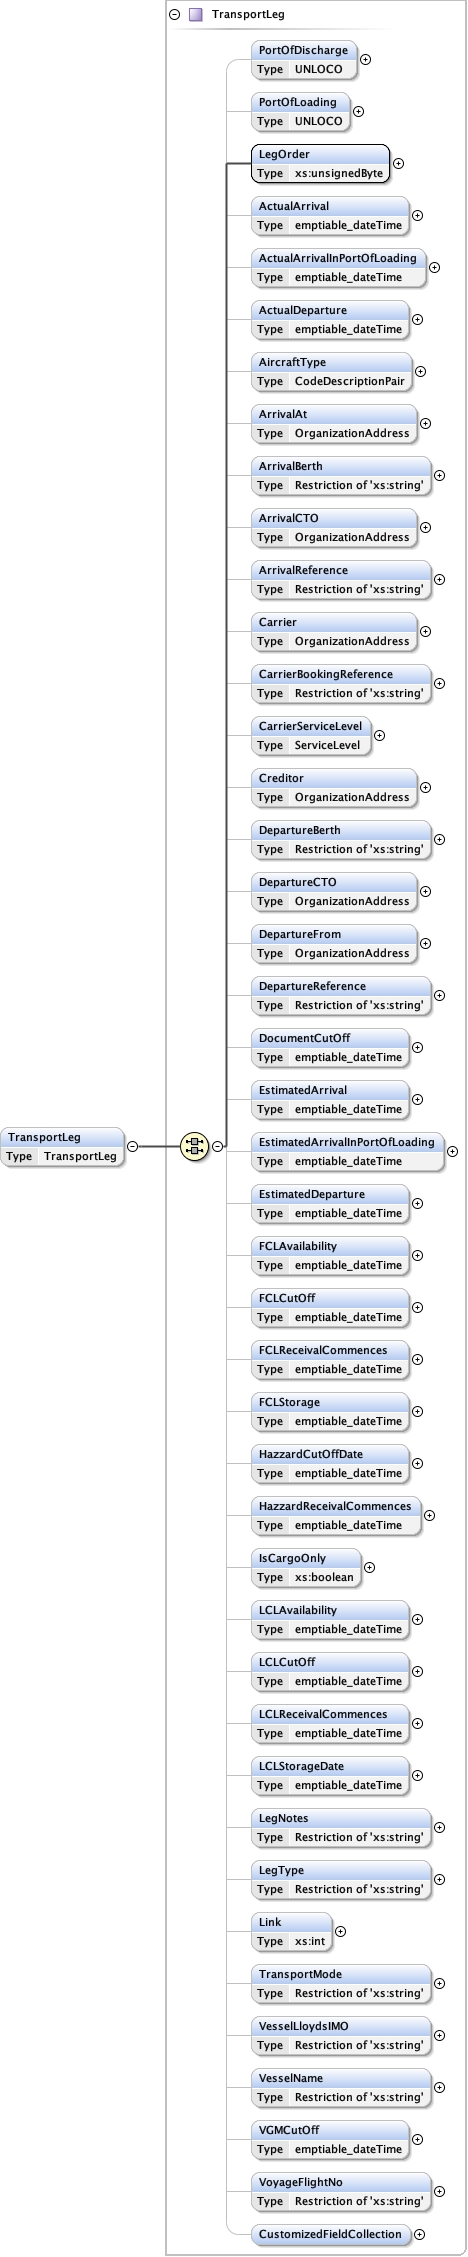 TransportLeg
PortOfDischarge
Type UNLOCO
PortOfLoading
Type UNLOCO
LegOrder
Type xs:unsignedByte
ActualArrival
Type emptiable_dateTime
ActualArrivalInPortOfLoading
Type emptiable_dateTime
ActualDeparture
Type emptiable_dateTime
AircraftType
Type CodeDescriptionPair
ArrivalAt
Type OrganizationAddress
ArrivalBerth
Type Restriction of 'xs:string'
ArrivalCTO
Type OrganizationAddress
ArrivalReference
Type Restriction of 'xs:string'
Carrier
Type OrganizationAddress
CarrierBookingReference
Type Restriction of 'xs:string'
CarrierServiceLevel
Type ServiceLevel
Creditor
Type OrganizationAddress
DepartureBerth
Type Restriction of 'xs:string'
DepartureCTO
Type OrganizationAddress
DepartureFrom
Type OrganizationAddress
DepartureReference
Type Restriction of 'xs:string'
DocumentCutOff
Type emptiable_dateTime
EstimatedArrival
Type emptiable_dateTime
TransportLeg
Type TransportLeg
EstimatedArrivalInPortOfLoading
Type emptiable_dateTime
EstimatedDeparture
Type emptiable_dateTime
FCLAvailability
Type emptiable_dateTime
FCLCutOff
Type emptiable_dateTime
FCLReceivalCommences
Type emptiable_dateTime
FCLStorage
Type emptiable_dateTime
HazzardCutOffDate
Type emptiable_dateTime
HazzardReceivalCommences
Type emptiable_dateTime
IsCargoOnly
Type xs:boolean
LCLAvailability
Type emptiable_dateTime
LCLCutOff
Type emptiable_dateTime
LCLReceivalCommences
Type emptiable_dateTime
LCLStorageDate
Type emptiable_dateTime
LegNotes
Type Restriction of 'xs:string'
LegType
Type Restriction of 'xs:string'
Link
Type xs:int
TransportMode
Type Restriction of 'xs:string'
VesselLloydsIMO
Type Restriction of 'xs:string'
VesselName
Type Restriction of 'xs:string'
VGMCutOff
Type emptiable_dateTime
VoyageFlightNo
Type Restriction of 'xs:string'
CustomizedFieldCollection